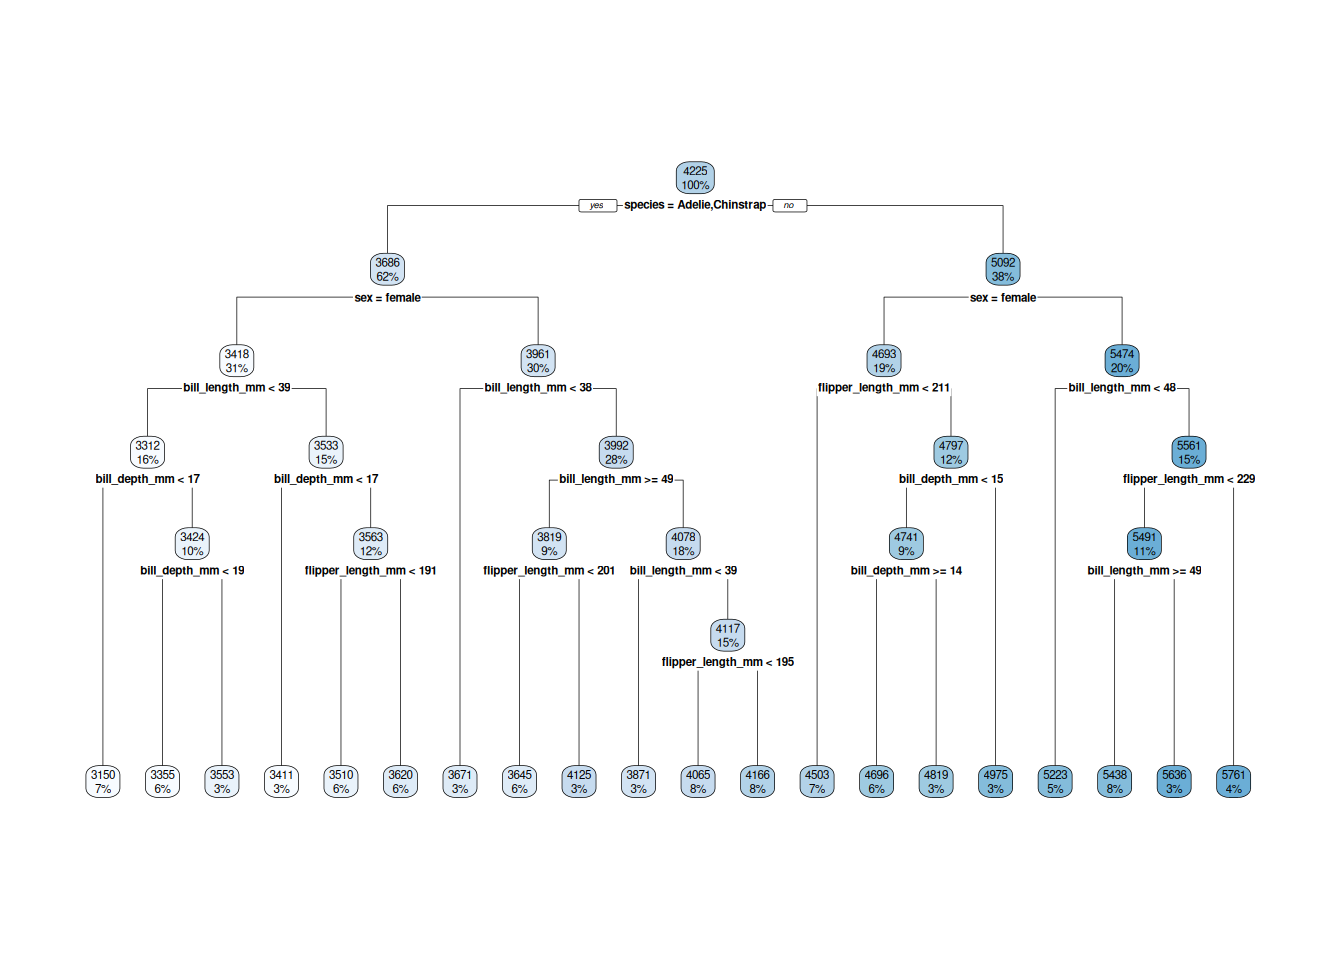 4225
100%
yes species = Adelie,Chinstrap no
3686 5092
62% 38%
sex = female sex = female
3418 3961 4693 5474
31% 30% 19% 20%
bill_length_mm < 39 bill_length_mm < 38 flipper_length_mm < 211 bill_length_mm < 48
3312 3533 3992 4797 5561
16% 15% 28% 12% 15%
bill_depth_mm < 17 bill_depth_mm < 17 bill_length_mm >= 49 bill_depth_mm < 15 flipper_length_mm < 229
3424 3563 3819 4078 4741 5491
10% 12% 9% 18% 9% 11%
bill_depth_mm < 19 flipper_length_mm < 191 flipper_length_mm < 201 bill_length_mm < 39 bill_depth_mm >= 14 bill_length_mm >= 49
4117
15%
flipper_length_mm < 195
3150 3355 3553 3411 3510 3620 3671 3645 4125 3871 4065 4166 4503 4696 4819 4975 5223 5438 5636 5761
7% 6% 3% 3% 6% 6% 3% 6% 3% 3% 8% 8% 7% 6% 3% 3% 5% 8% 3% 4%